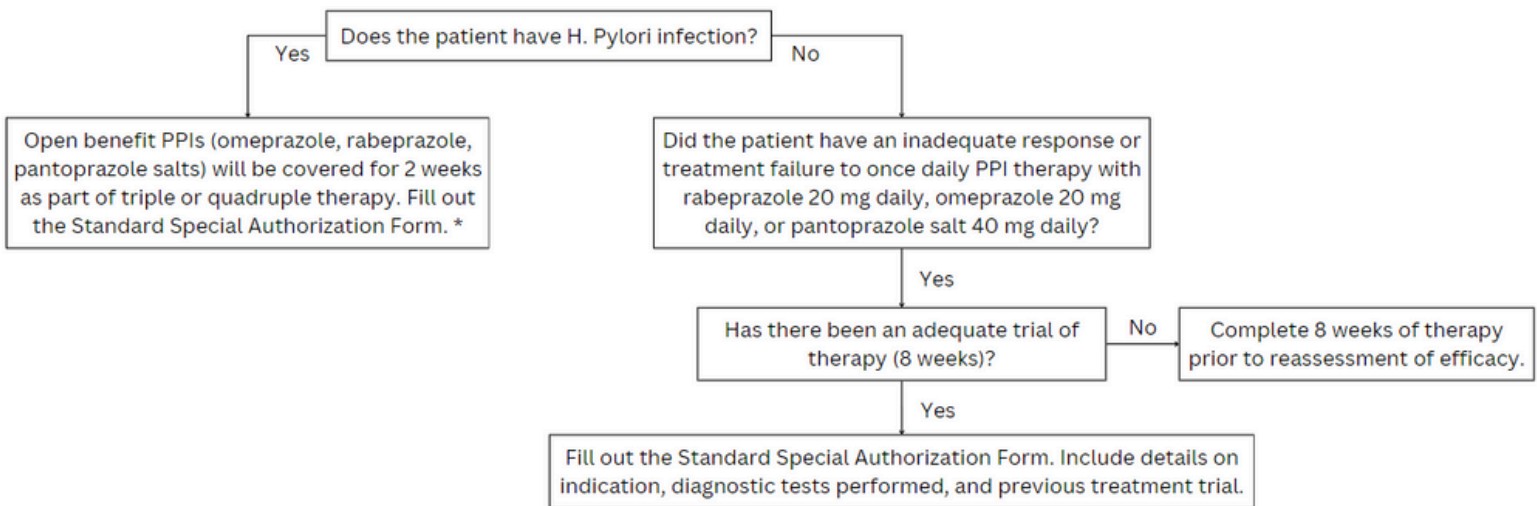 Does the patient have H. Pylori infection?
Yes
No
Open benefit PPIs (omeprazole, rabeprazole,
pantoprazole salts) will be covered for 2 weeks
as part of triple or quadruple therapy. Fill out
the Standard Special Authorization Form. *
Did the patient have an inadequate response or
treatment failure to once daily PPI therapy with
rabeprazole 20 mg daily, omeprazole 20 mg
daily, or pantoprazole salt 40 mg daily?
Yes
Has there been an adequate trial of
therapy (8 weeks)?
No
Complete 8 weeks of therapy
prior to reassessment of efficacy.
Yes
Fill out the Standard Special Authorization Form. Include details on
indication, diagnostic tests performed, and previous treatment trial.